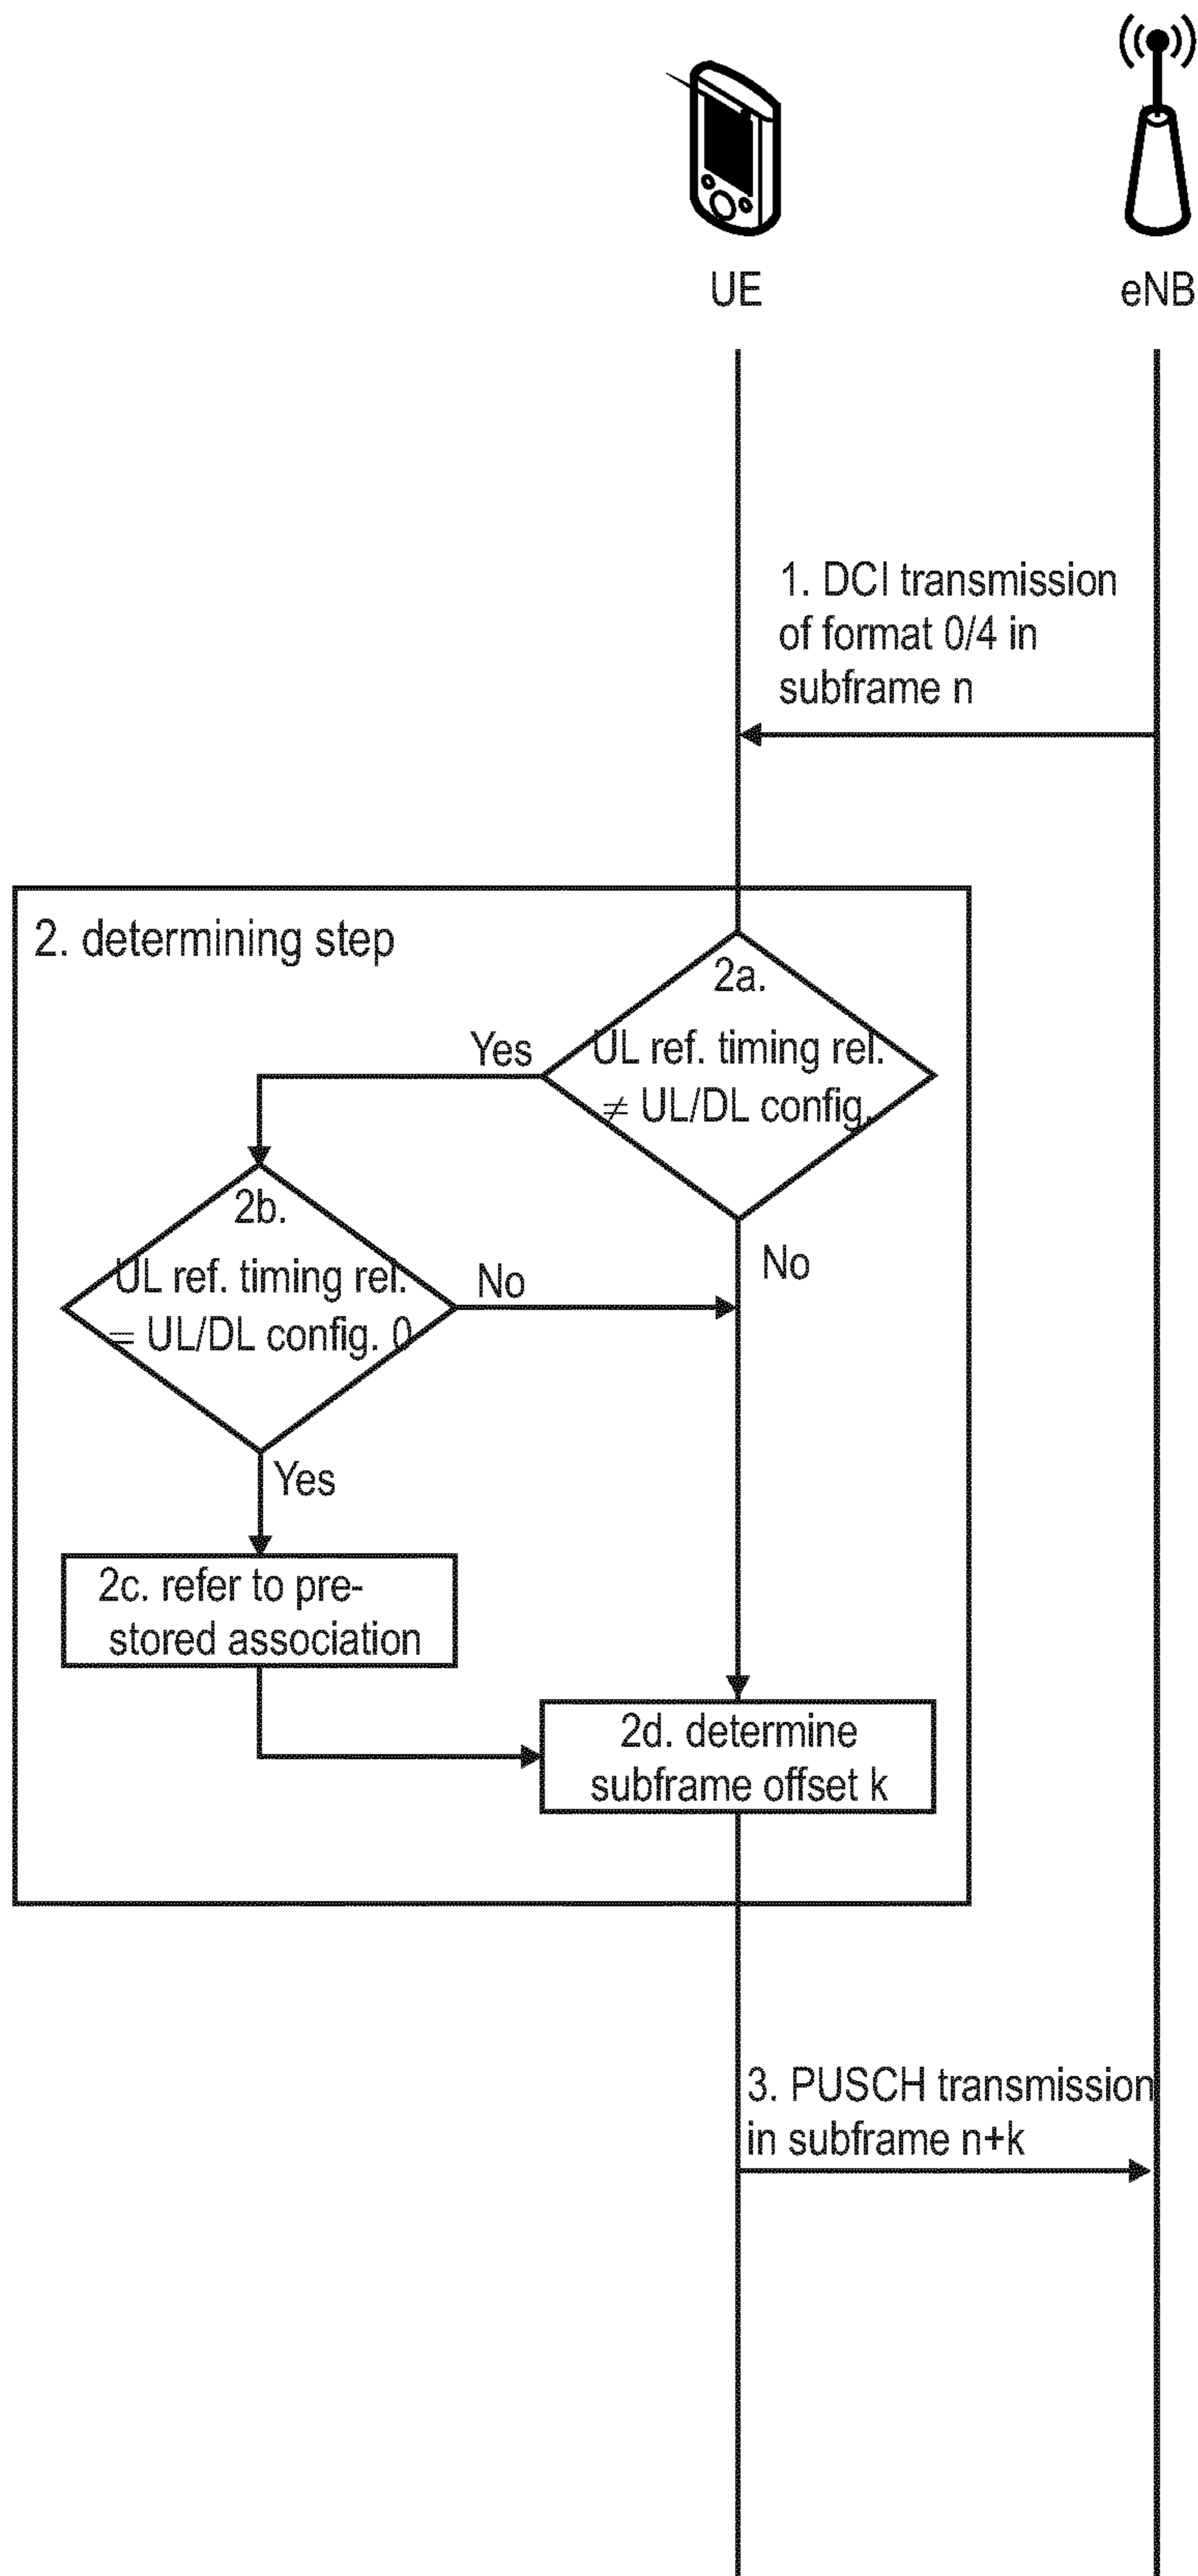 UE
eNB
1. DCI transmission
of format 0/4 in
subframe n
2. determining step
2a.
UL ref. timing rel.
≠ UL/DL config.
Yes
No
2b.
UL ref. timing rel.
= UL/DL config. 0
No
Yes
2c. refer to pre-
stored association
2d. determine
subframe offset k
3. PUSCH transmission
in subframe n+k